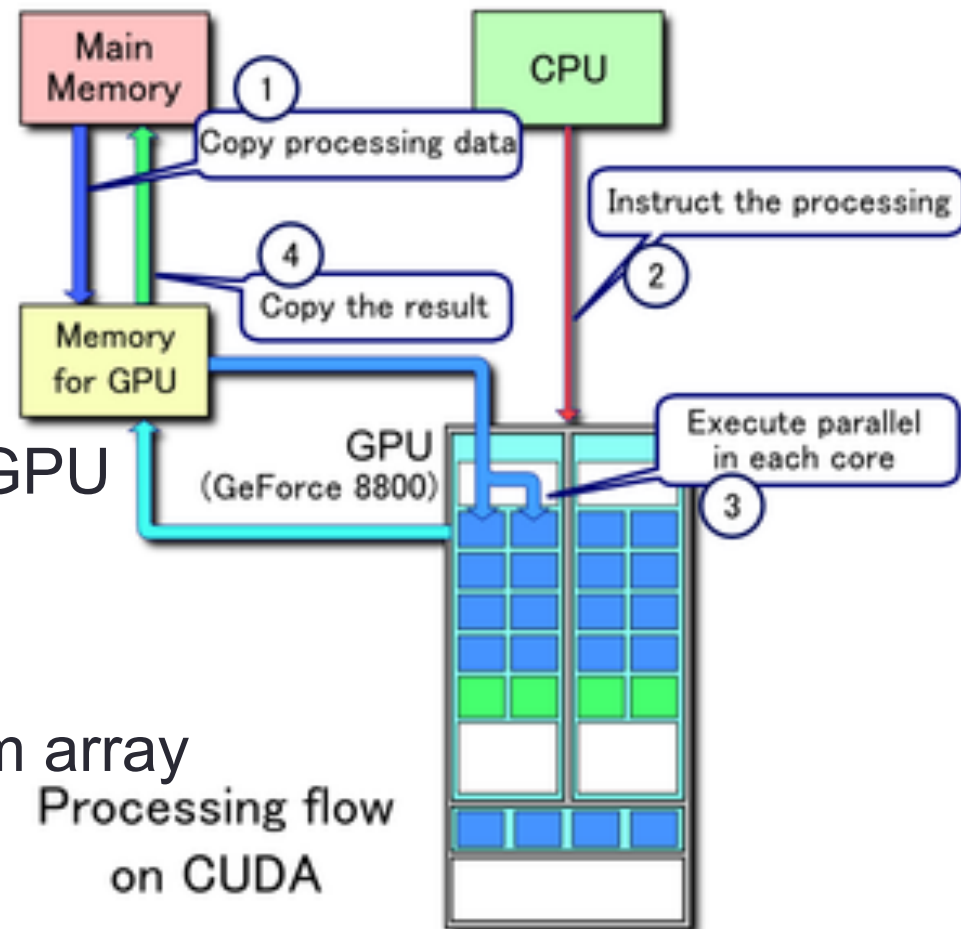 Main
Memory
CPU
1
Copy processing data
Instruct the processing
2
4
Copy the result
Memory
for GPU
GPU
(GeForce 8800)
Execute parallel
in each core
3
GPU
array
Processing flow
on CUDA